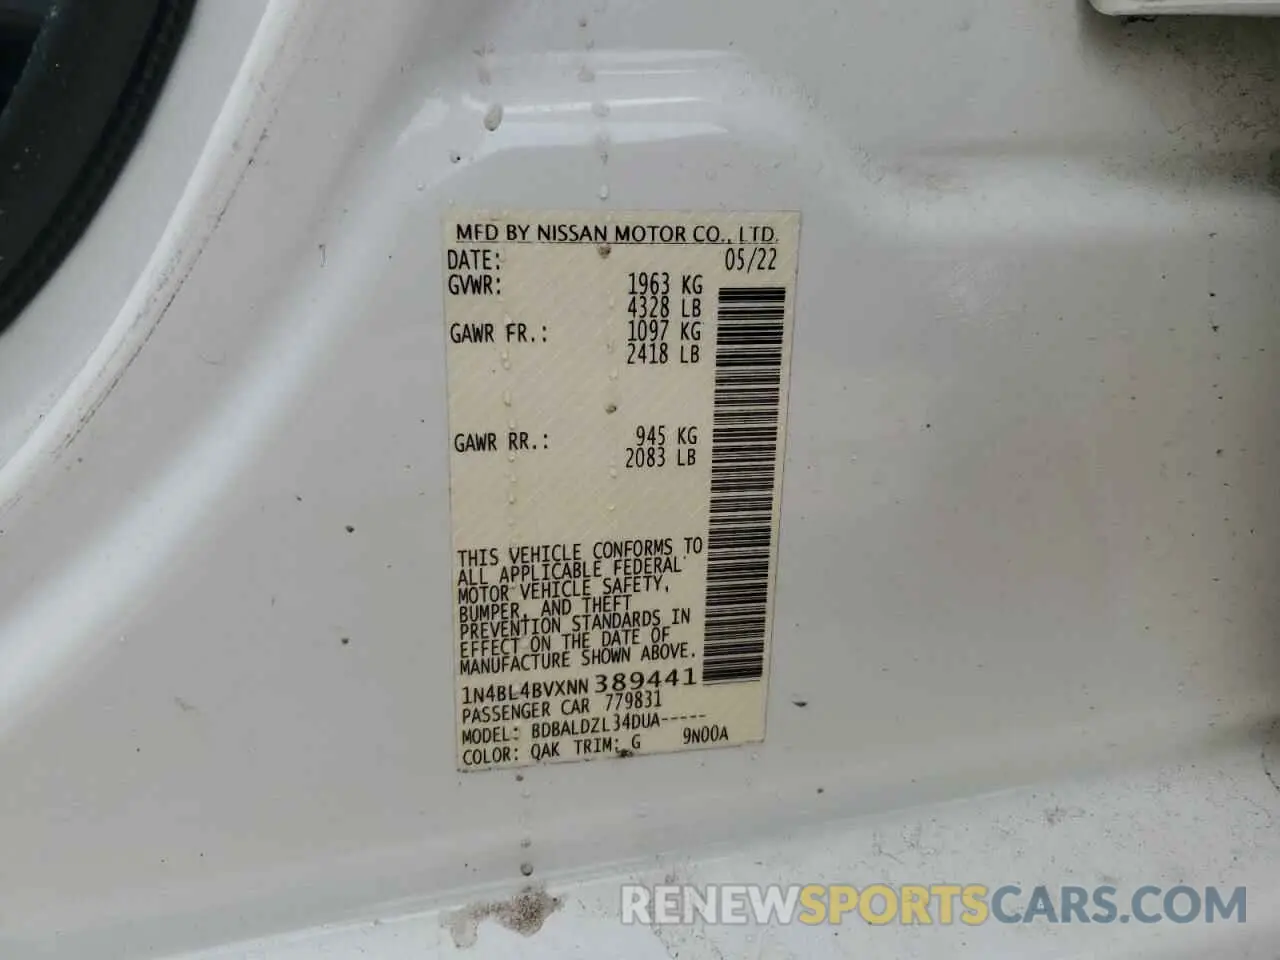 MFD BY NISSAN MOTOR CO., LTD.
DATE: 05/22
GVWR: 1963 KG
4328 LB
GAWR FR.: 1097 KG
2418 LB
GAWR RR.: 945 KG
2083 LB
THIS VEHICLE CONFORMS TO
ALL APPLICABLE FEDERAL
MOTOR VEHICLE SAFETY,
BUMPER, AND THEFT
PREVENTION STANDARDS IN
EFFECT ON THE DATE OF
MANUFACTURE SHOWN ABOVE.
1N4BL4BVXNN389441
PASSENGER CAR 779831
MODEL: BDBALDZL34DUA-----
COLOR: QAK TRIM: G 9N00A
RENEWSPORTSCARS.COM